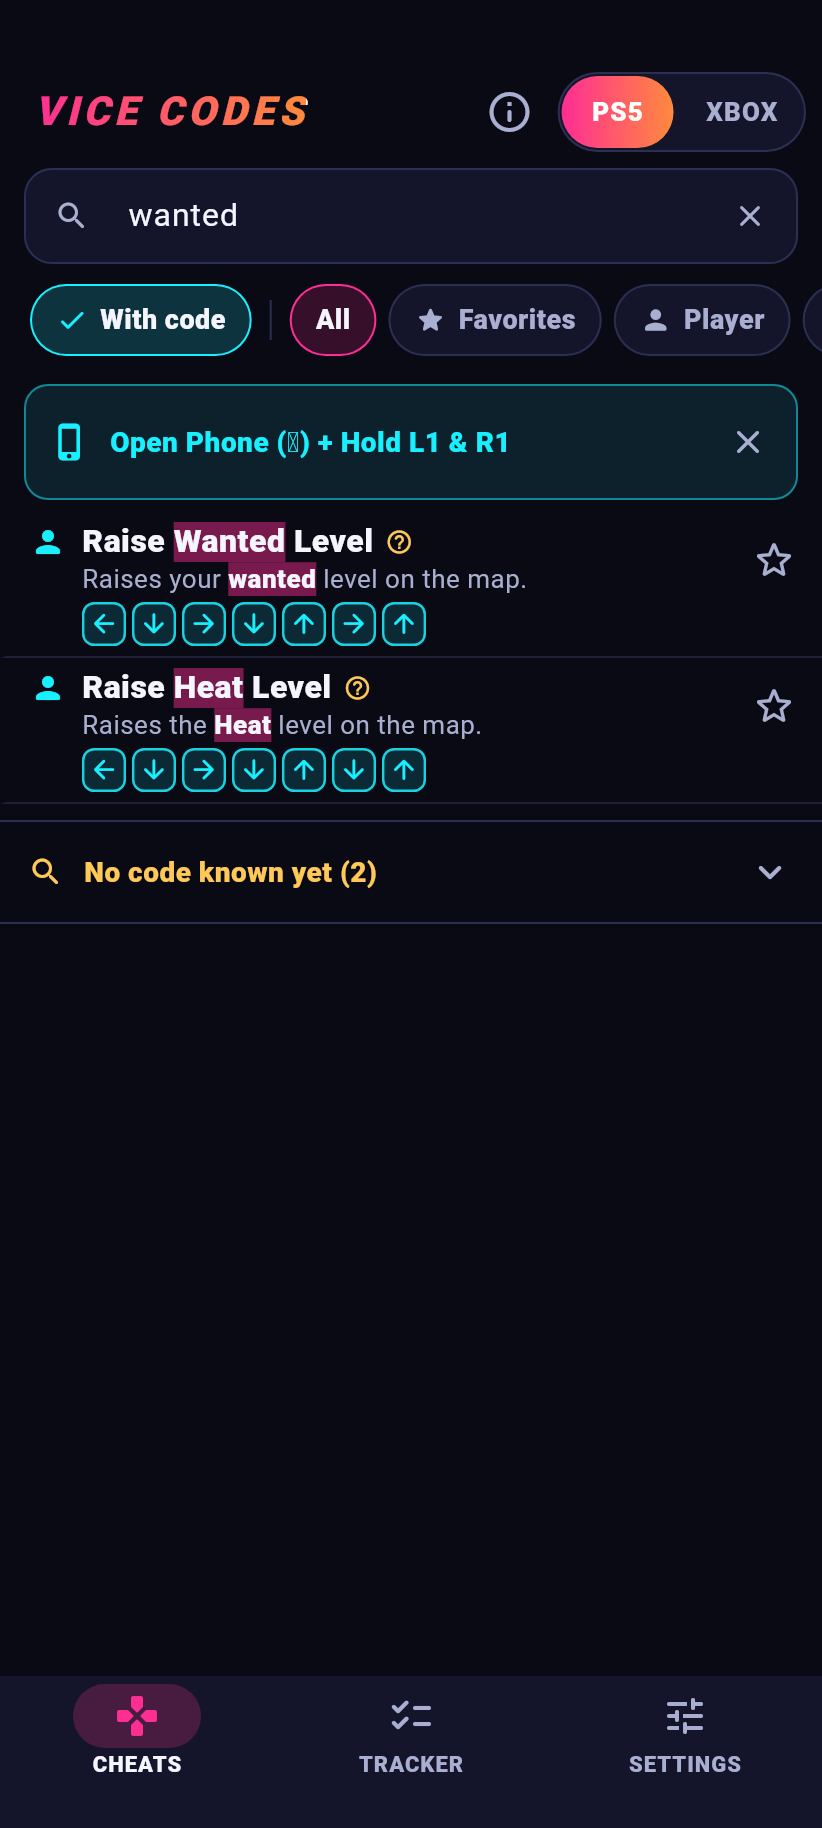 VICE CODES
PS5
XBOX
wanted
With code
All
Favorites
Player
Open Phone () + Hold L1 & R1
Raise Wanted Level
Raises your wanted level on the map.
← ↓ → ↓ ↑ → ↑
Raise Heat Level
Raises the Heat level on the map.
← ↓ → ↓ ↑ ↓ ↑
No code known yet (2)
CHEATS
TRACKER
SETTINGS